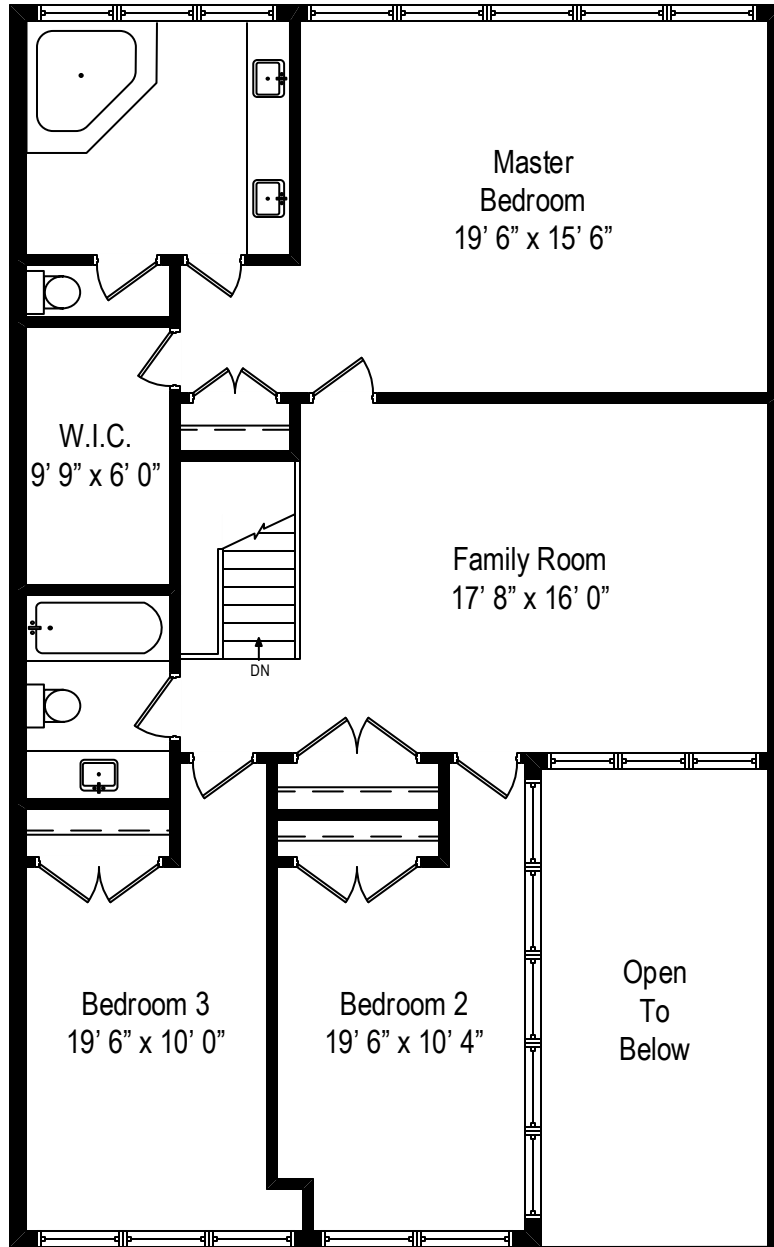 Master
Bedroom
19’ 6” x 15’ 6”
W.I.C.
9’ 9” x 6’ 0”
Family Room
17’ 8” x 16’ 0”
DN
Bedroom 3
19’ 6” x 10’ 0”
Bedroom 2
19’ 6” x 10’ 4”
Open
To
Below